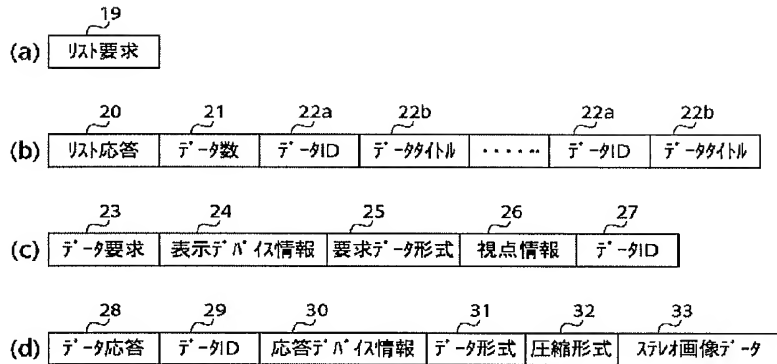 19
(a) ﾘｽﾄ要求
20 21 22a 22b 22a 22b
(b) ﾘｽﾄ応答 ﾃﾞｰﾀ数 ﾃﾞｰﾀID ﾃﾞｰﾀﾀｲﾄﾙ ‥‥‥ ﾃﾞｰﾀID ﾃﾞｰﾀﾀｲﾄﾙ
23 24 25 26 27
(c) ﾃﾞｰﾀ要求 表示ﾃﾞﾊﾞｲｽ情報 要求ﾃﾞｰﾀ形式 視点情報 ﾃﾞｰﾀID
28 29 30 31 32 33
(d) ﾃﾞｰﾀ応答 ﾃﾞｰﾀID 応答ﾃﾞﾊﾞｲｽ情報 ﾃﾞｰﾀ形式 圧縮形式 ｽﾃﾚｵ画像ﾃﾞｰﾀ